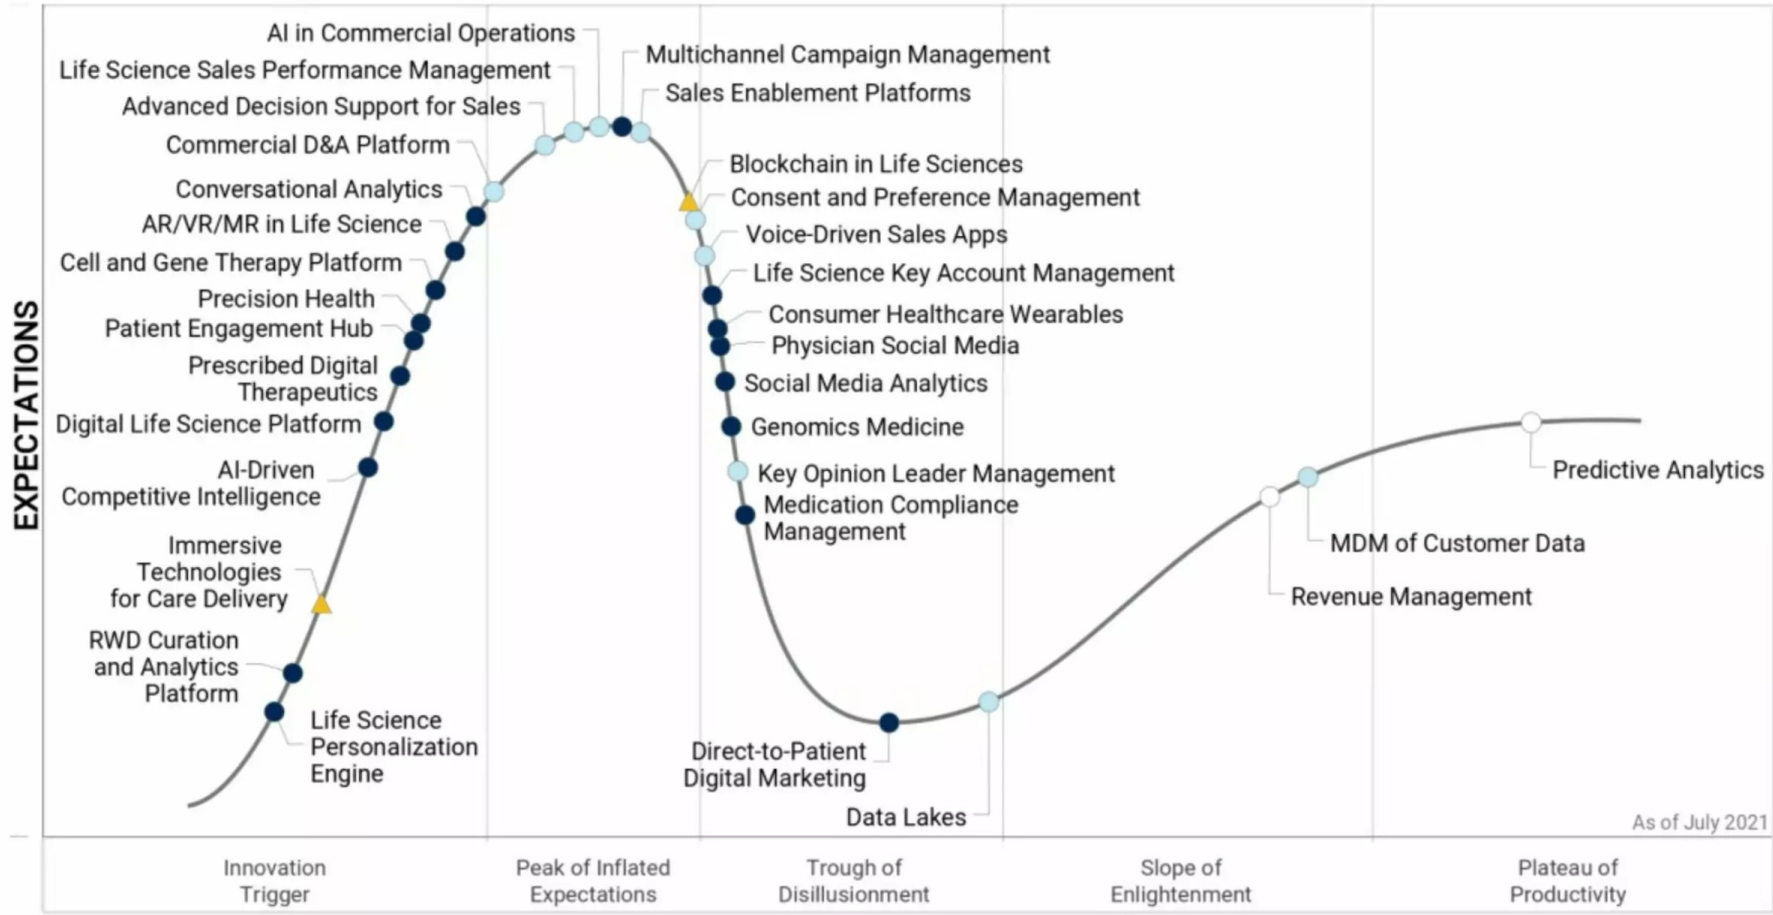 AI in Commercial Operations
Life Science Sales Performance Management
Advanced Decision Support for Sales
Commercial D&A Platform
Conversational Analytics
AR/VR/MR in Life Science
Cell and Gene Therapy Platform
Precision Health
Patient Engagement Hub
Prescribed Digital
Therapeutics
Digital Life Science Platform
AI-Driven
Competitive Intelligence
Immersive
Technologies
for Care Delivery
RWD Curation
and Analytics
Platform
Life Science
Personalization
Engine
Multichannel Campaign Management
Sales Enablement Platforms
Blockchain in Life Sciences
Consent and Preference Management
Voice-Driven Sales Apps
Life Science Key Account Management
Consumer Healthcare Wearables
Physician Social Media
Social Media Analytics
Genomics Medicine
Key Opinion Leader Management
Medication Compliance
Management
Direct-to-Patient
Digital Marketing
Data Lakes
Predictive Analytics
MDM of Customer Data
Revenue Management
EXPECTATIONS
As of July 2021
Innovation
Trigger
Peak of Inflated
Expectations
Trough of
Disillusionment
Slope of
Enlightenment
Plateau of
Productivity